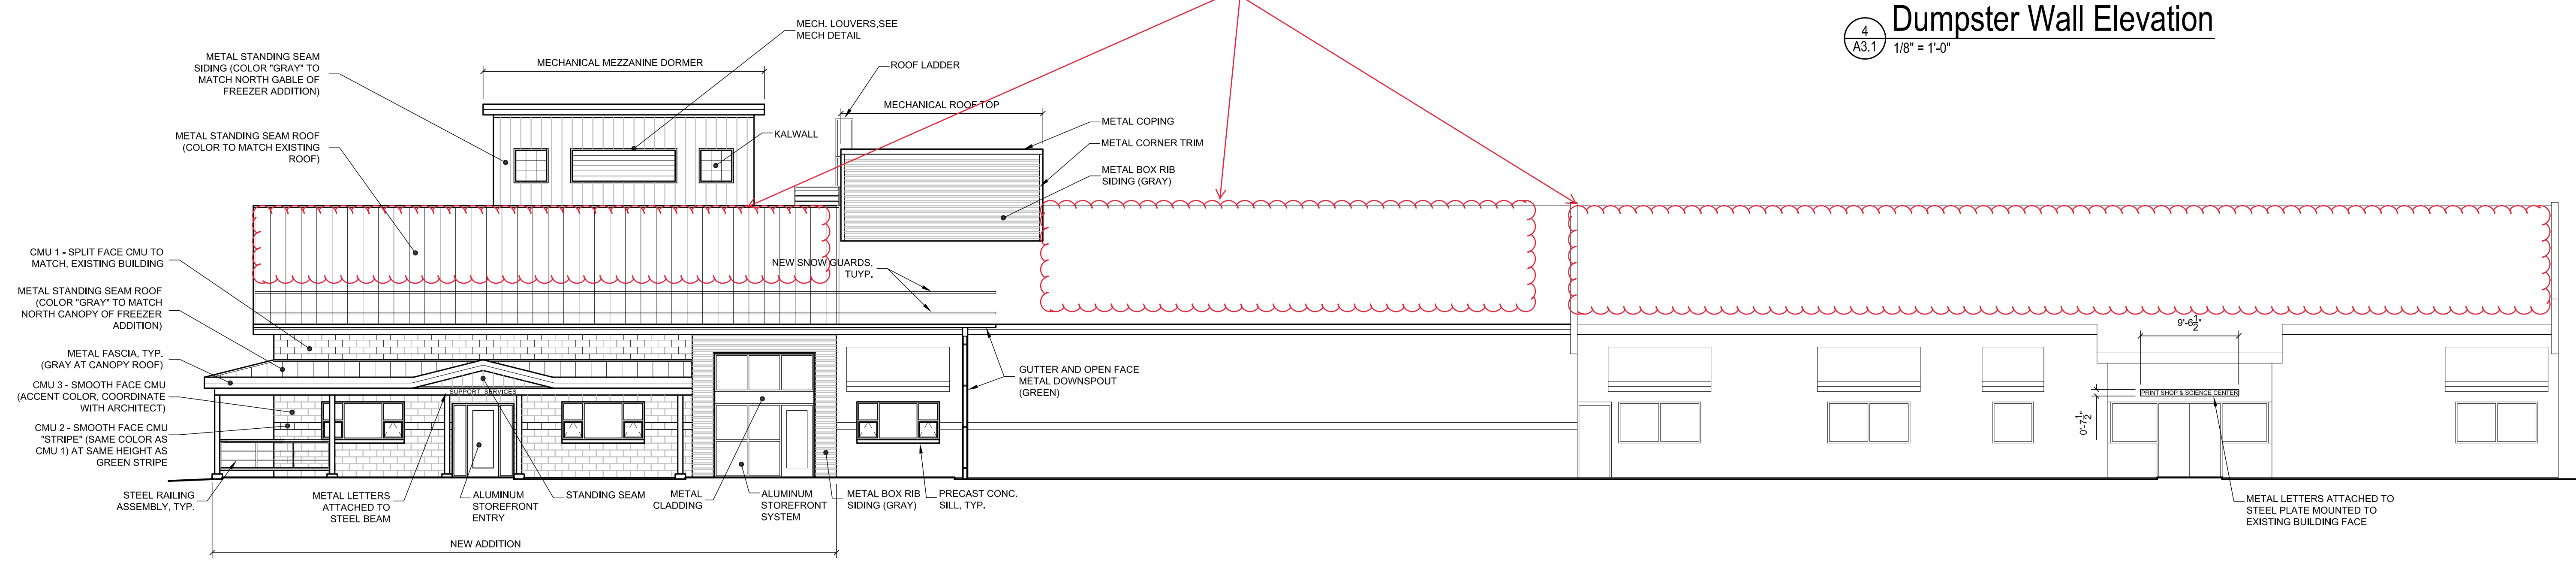 4
A3.1
Dumpster Wall Elevation
1/8" = 1'-0"
MECH. LOUVERS,SEE
MECH DETAIL
METAL STANDING SEAM
SIDING (COLOR "GRAY" TO
MATCH NORTH GABLE OF
FREEZER ADDITION)
MECHANICAL MEZZANINE DORMER
ROOF LADDER
MECHANICAL ROOF TOP
METAL COPING
METAL STANDING SEAM ROOF
(COLOR TO MATCH EXISTING
ROOF)
KALWALL
METAL CORNER TRIM
METAL BOX RIB
SIDING (GRAY)
CMU 1 - SPLIT FACE CMU TO
MATCH, EXISTING BUILDING
NEW SNOW GUARDS,
TUYP.
METAL STANDING SEAM ROOF
(COLOR "GRAY" TO MATCH
NORTH CANOPY OF FREEZER
ADDITION)
9'-6 1/2"
METAL FASCIA, TYP.
(GRAY AT CANOPY ROOF)
GUTTER AND OPEN FACE
METAL DOWNSPOUT
(GREEN)
CMU 3 - SMOOTH FACE CMU
(ACCENT COLOR, COORDINATE
WITH ARCHITECT)
SUPPORT SERVICES
PRINT SHOP & SCIENCE CENTER
0'-7 1/2"
CMU 2 - SMOOTH FACE CMU
"STRIPE" (SAME COLOR AS
CMU 1) AT SAME HEIGHT AS
GREEN STRIPE
STEEL RAILING
ASSEMBLY, TYP.
METAL LETTERS
ATTACHED TO
STEEL BEAM
ALUMINUM
STOREFRONT
ENTRY
STANDING SEAM
METAL
CLADDING
ALUMINUM
STOREFRONT
SYSTEM
METAL BOX RIB
SIDING (GRAY)
PRECAST CONC.
SILL, TYP.
METAL LETTERS ATTACHED TO
STEEL PLATE MOUNTED TO
EXISTING BUILDING FACE
NEW ADDITION